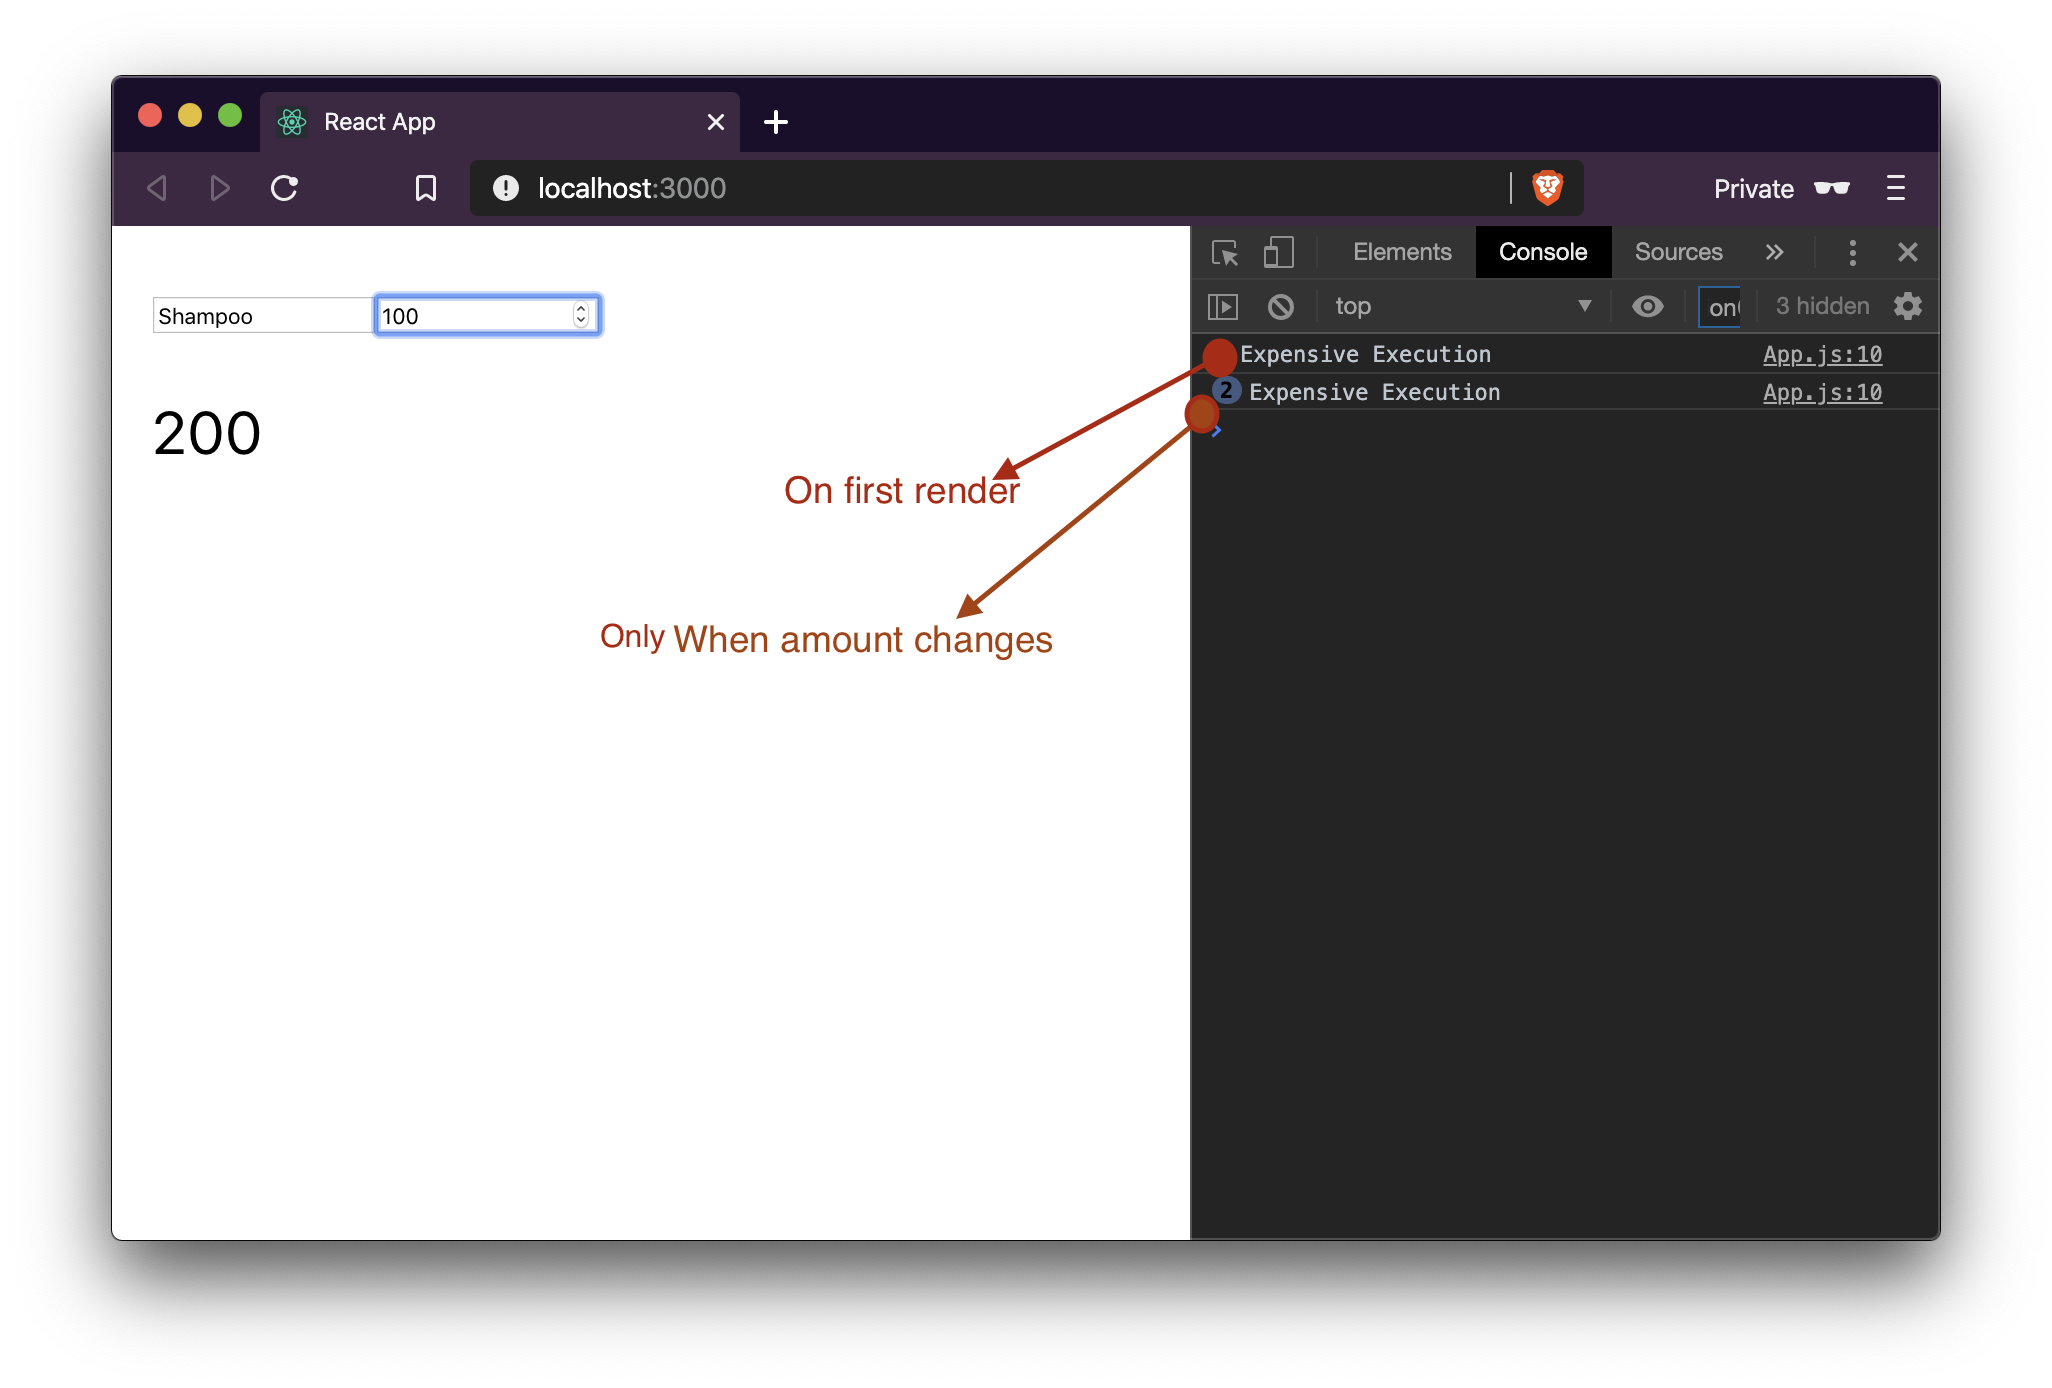 React App
localhost:3000
Private
Elements Console Sources
top
on
3 hidden
Shampoo 100
Expensive Execution App.js:10
2 Expensive Execution App.js:10
200
On first render
Only When amount changes